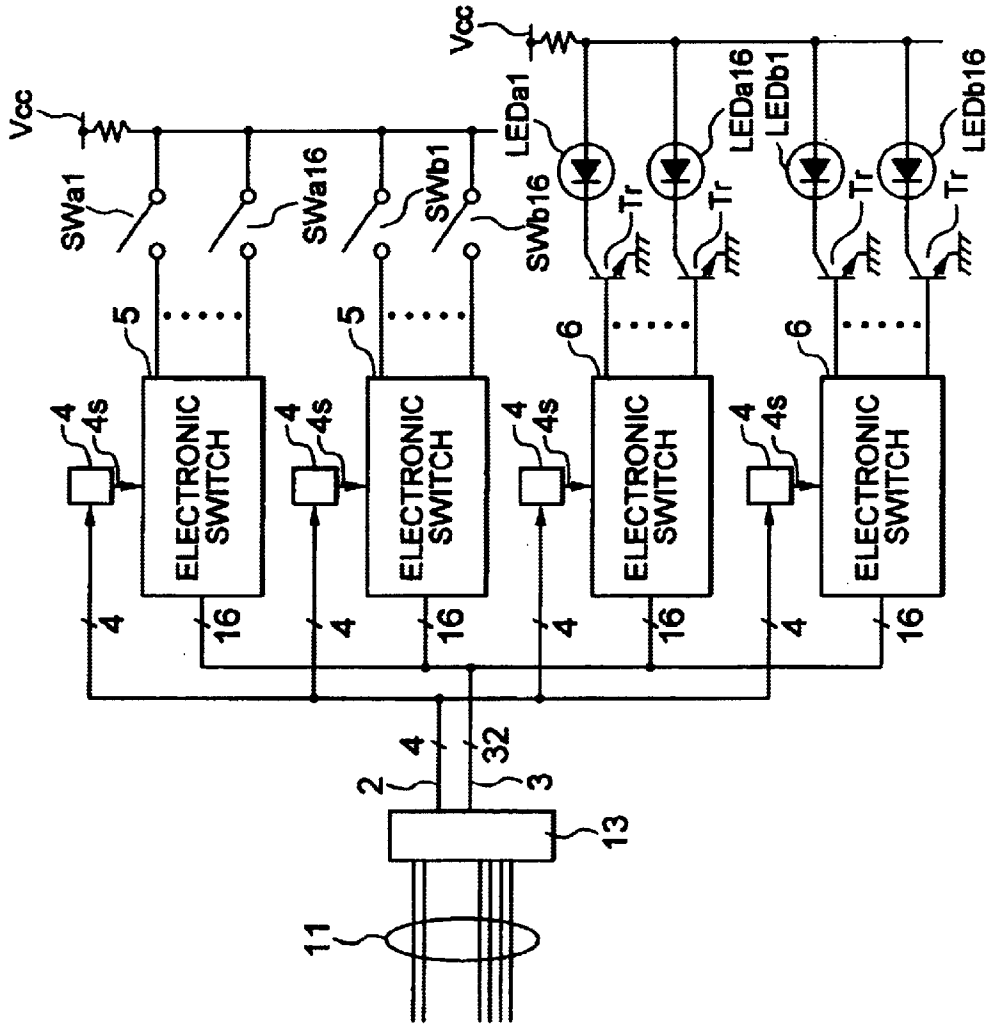 Vcc
SWa1
SWa16
SWb1
SWb16
Vcc
LEDa1
LEDa16
LEDb1
LEDb16
Tr
Tr
Tr
Tr
5
5
6
6
4
4s
4
4s
4
4s
4
4s
ELECTRONIC
SWITCH
ELECTRONIC
SWITCH
ELECTRONIC
SWITCH
ELECTRONIC
SWITCH
4
16
4
16
4
16
4
16
4
32
2
3
13
11